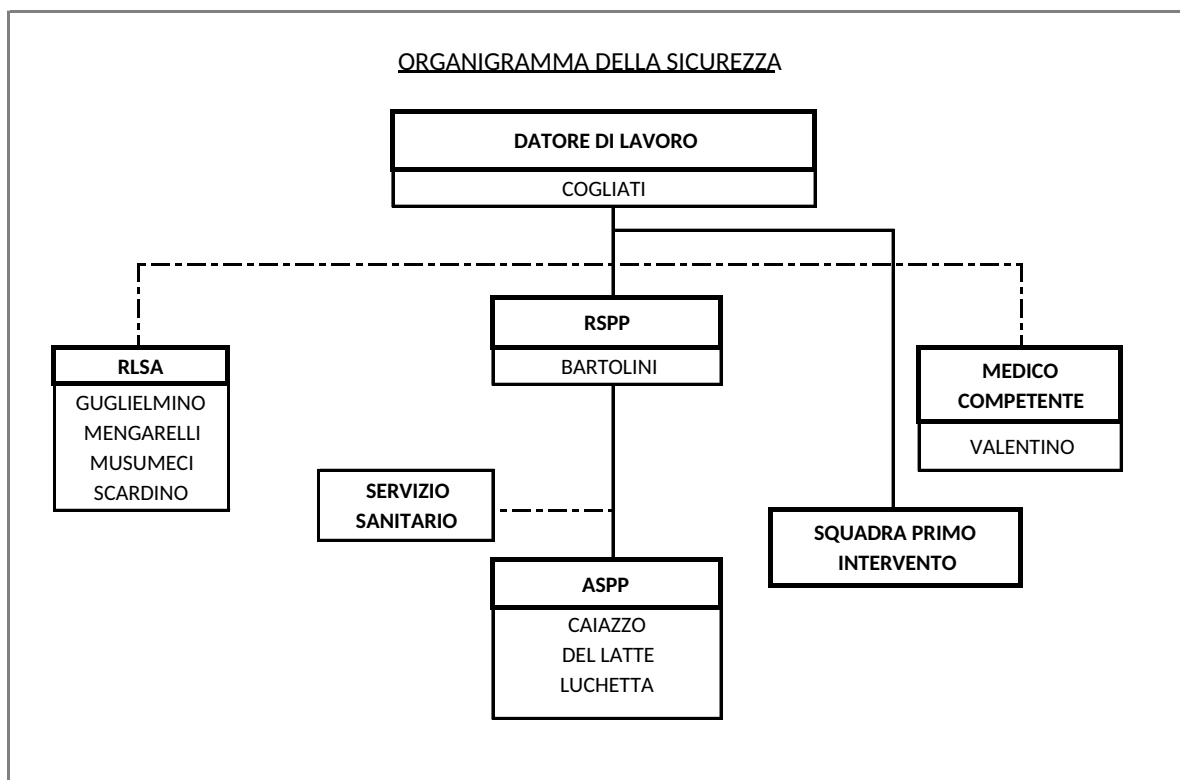 ORGANIGRAMMA DELLA SICUREZZA
DATORE DI LAVORO
COGLIATI
RSPP
BARTOLINI
RLSA
GUGLIELMINO
MENGARELLI
MUSUMECI
SCARDINO
MEDICO
COMPETENTE
VALENTINO
SERVIZIO
SANITARIO
SQUADRA PRIMO
INTERVENTO
ASPP
CAIAZZO
DEL LATTE
LUCHETTA